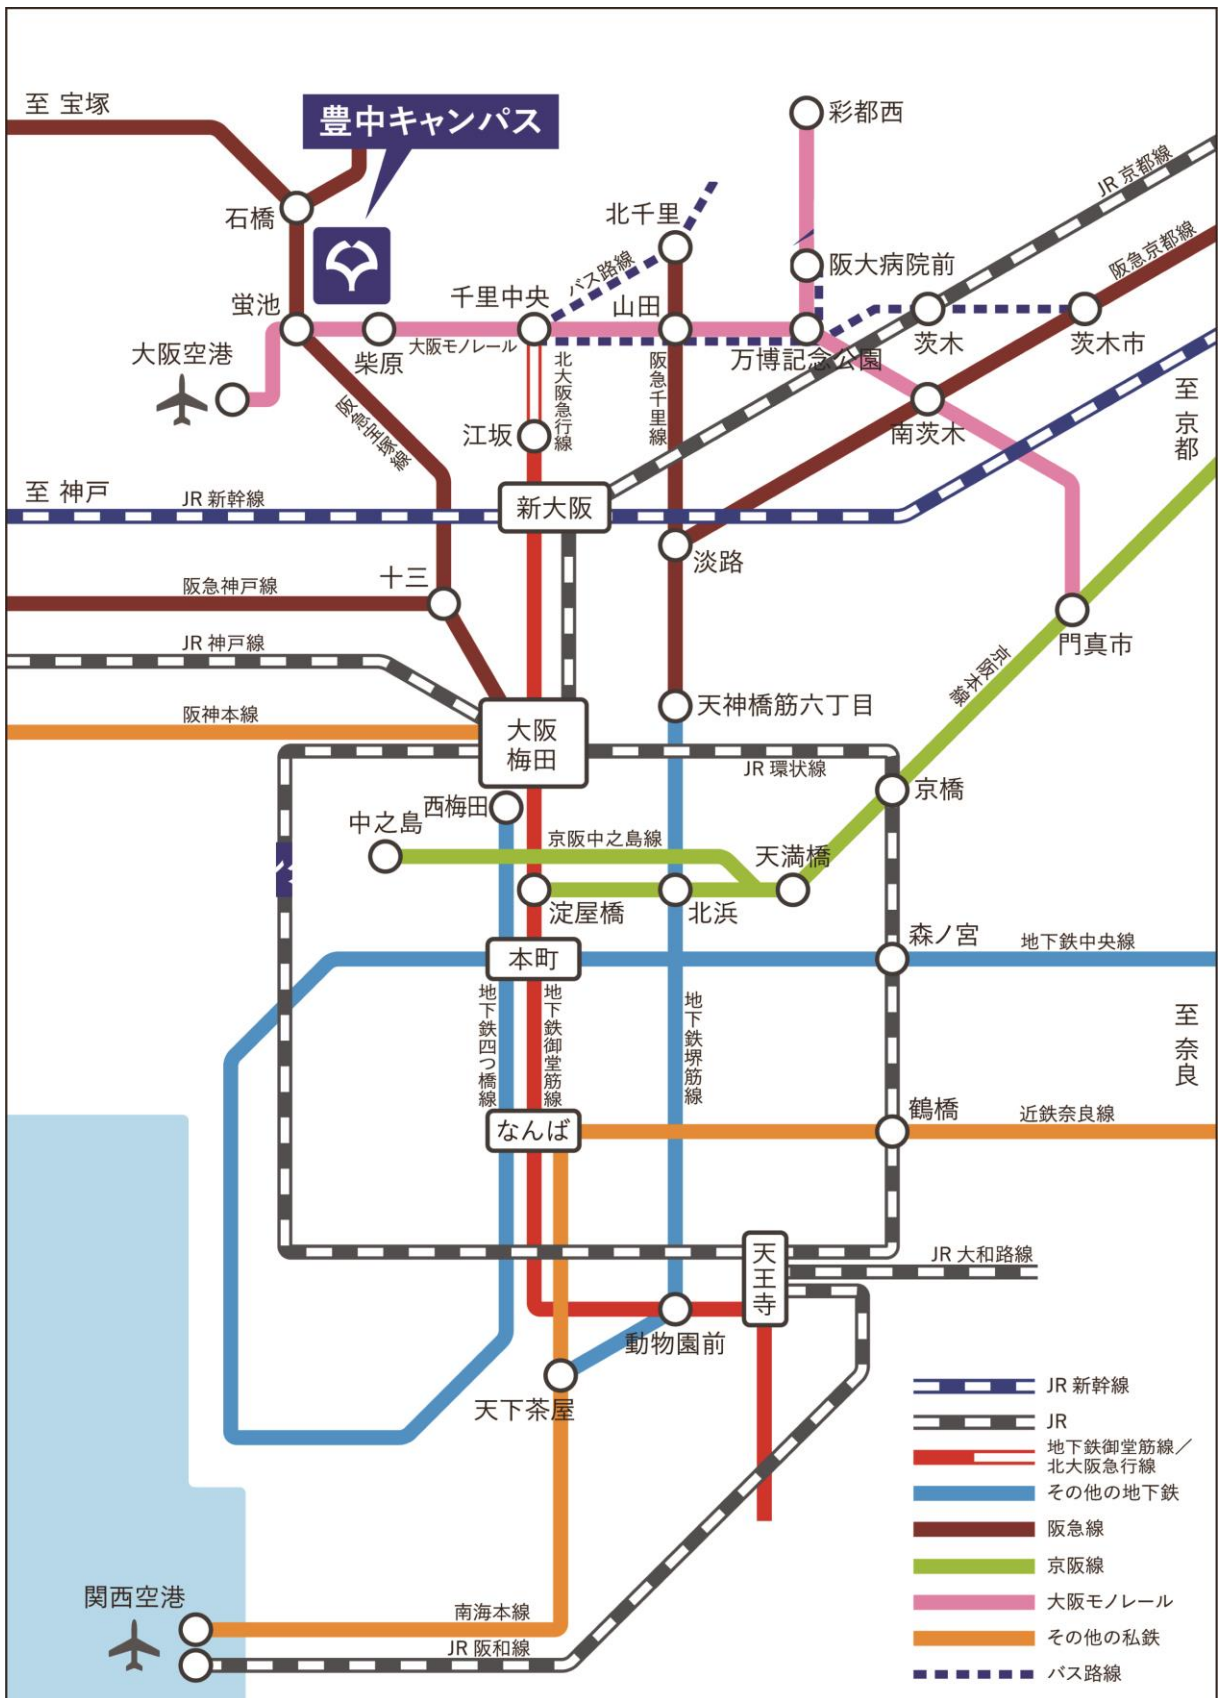 至 宝塚
豊中キャンパス
彩都西
JR 京都線
石橋
北千里
阪急京都線
バス路線
阪大病院前
蛍池
千里中央
山田
大阪空港
柴原
大阪モノレール
万博記念公園
茨木
茨木市
北大阪急行線
阪急千里線
至 京都
阪急宝塚線
江坂
南茨木
至 神戸
JR 新幹線
新大阪
淡路
十三
阪急神戸線
JR 神戸線
門真市
京阪本線
天神橋筋六丁目
阪神本線
大阪
梅田
JR 環状線
京橋
西梅田
中之島
京阪中之島線
天満橋
淀屋橋
北浜
森ノ宮
地下鉄中央線
本町
地下鉄四つ橋線
地下鉄御堂筋線
地下鉄堺筋線
至 奈良
なんば
鶴橋
近鉄奈良線
天王寺
JR 大和路線
動物園前
天下茶屋
関西空港
南海本線
JR 阪和線
JR 新幹線
JR
地下鉄御堂筋線／
北大阪急行線
その他の地下鉄
阪急線
京阪線
大阪モノレール
その他の私鉄
バス路線